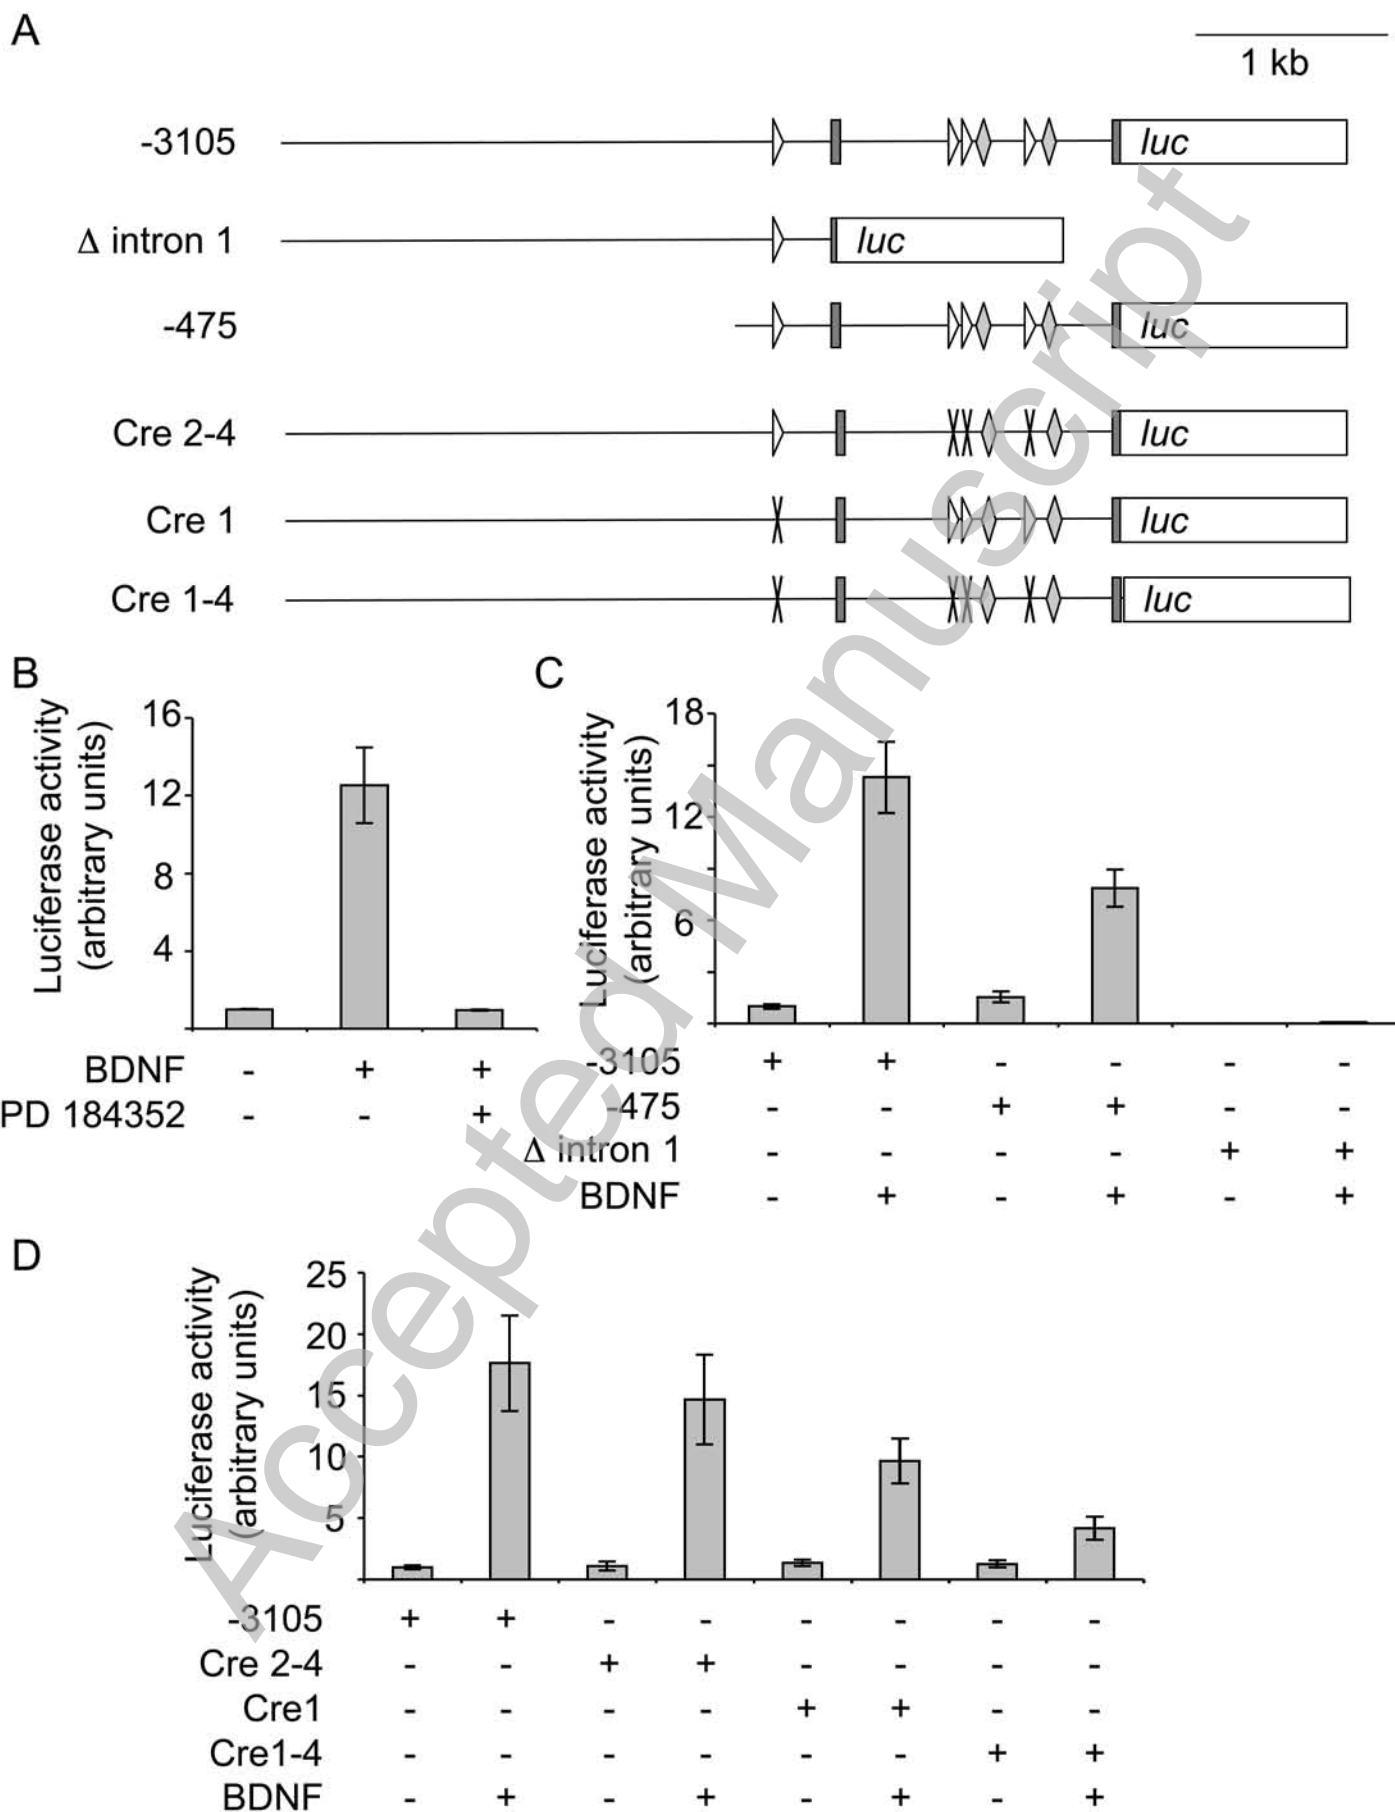 A
1 kb
-3105 luc
Δ intron 1 luc
-475 luc
Cre 2-4 luc
Cre 1 luc
Cre 1-4 luc
B
Luciferase activity
(arbitrary units)
16
12
8
4
BDNF - + +
PD 184352 - - +
C
Luciferase activity
(arbitrary units)
18
12
6
-3105 + + - - - -
-475 - - + + - -
Δ intron 1 - - - - + +
BDNF - + - + - +
D
Luciferase activity
(arbitrary units)
25
20
15
10
5
-3105 + + - - - - - -
Cre 2-4 - - + + - - - -
Cre1 - - - - + + - -
Cre1-4 - - - - - - + +
BDNF - + - + - + - +
Accepted Manuscript